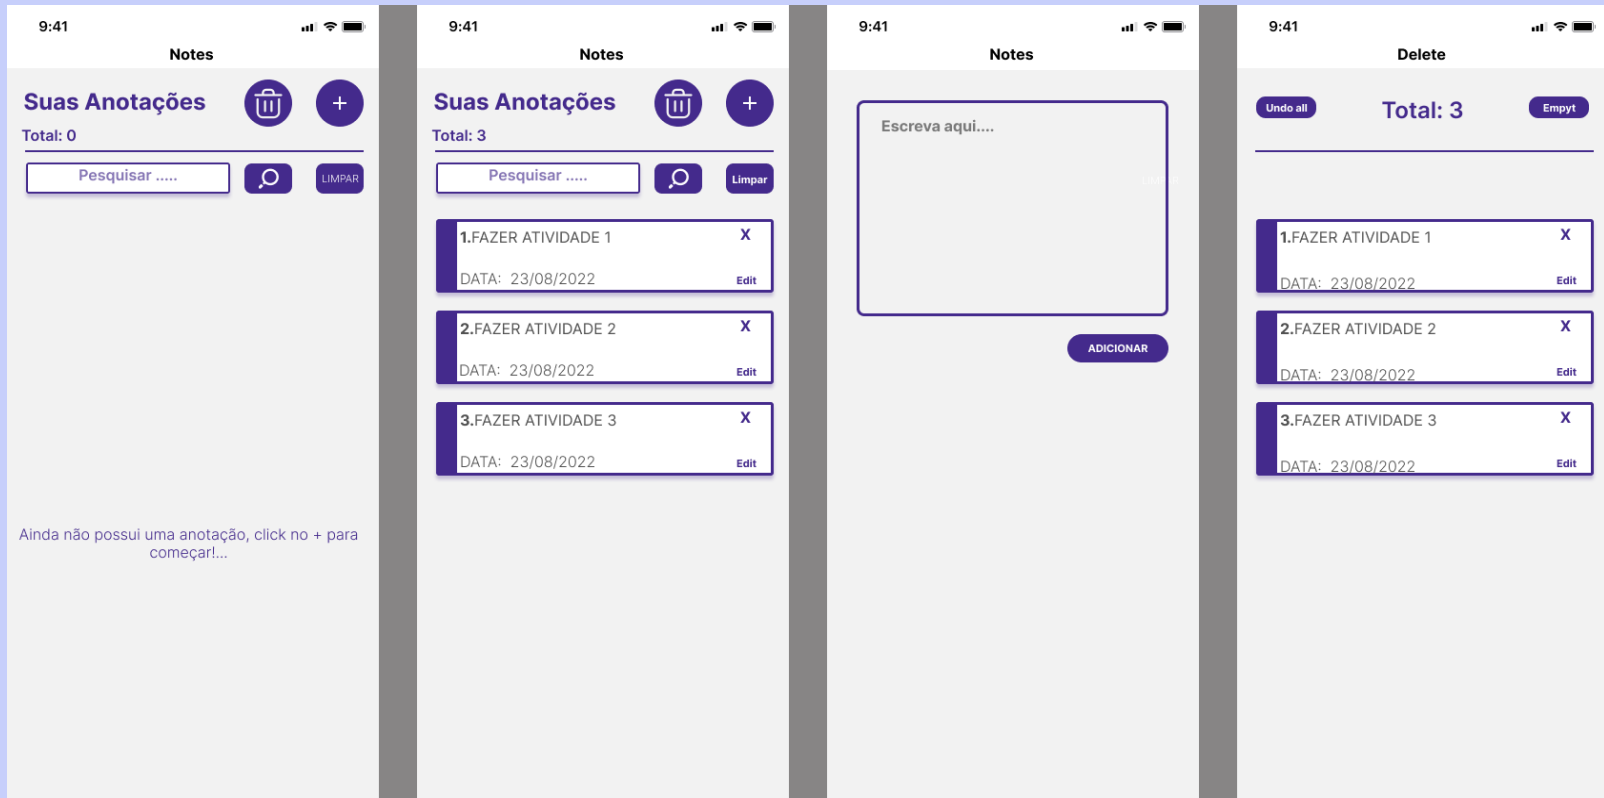 9:41
Notes
Suas Anotações
+
Total: 0
Pesquisar .....
LIMPAR
Ainda não possui uma anotação, click no + para
começar!...
9:41
Notes
Suas Anotações
+
Total: 3
Pesquisar .....
Limpar
1.FAZER ATIVIDADE 1
X
DATA: 23/08/2022
Edit
2.FAZER ATIVIDADE 2
X
DATA: 23/08/2022
Edit
3.FAZER ATIVIDADE 3
X
DATA: 23/08/2022
Edit
9:41
Notes
Escreva aqui....
LIMPAR
ADICIONAR
9:41
Delete
Undo all
Total: 3
Empyt
1.FAZER ATIVIDADE 1
X
DATA: 23/08/2022
Edit
2.FAZER ATIVIDADE 2
X
DATA: 23/08/2022
Edit
3.FAZER ATIVIDADE 3
X
DATA: 23/08/2022
Edit